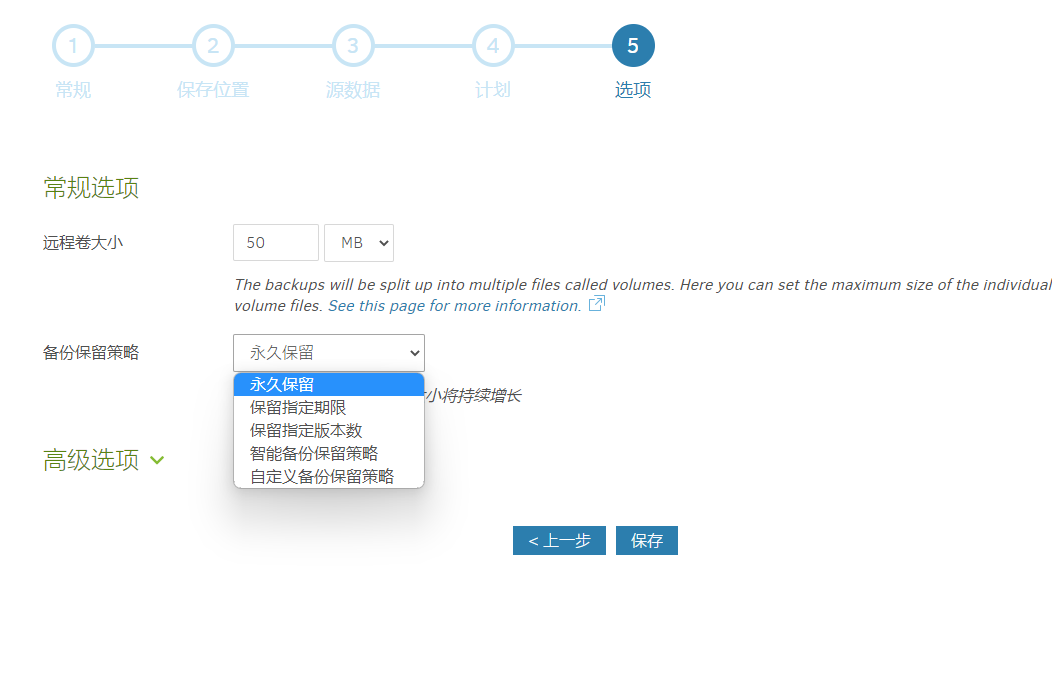 1 2 3 4 5
常规 保存位置 源数据 计划 选项
常规选项
远程卷大小 50 MB
The backups will be split up into multiple files called volumes. Here you can set the maximum size of the individual
volume files. See this page for more information.
备份保留策略 永久保留
永久保留
小将持续增长
保留指定期限
保留指定版本数
智能备份保留策略
自定义备份保留策略
高级选项
< 上一步 保存